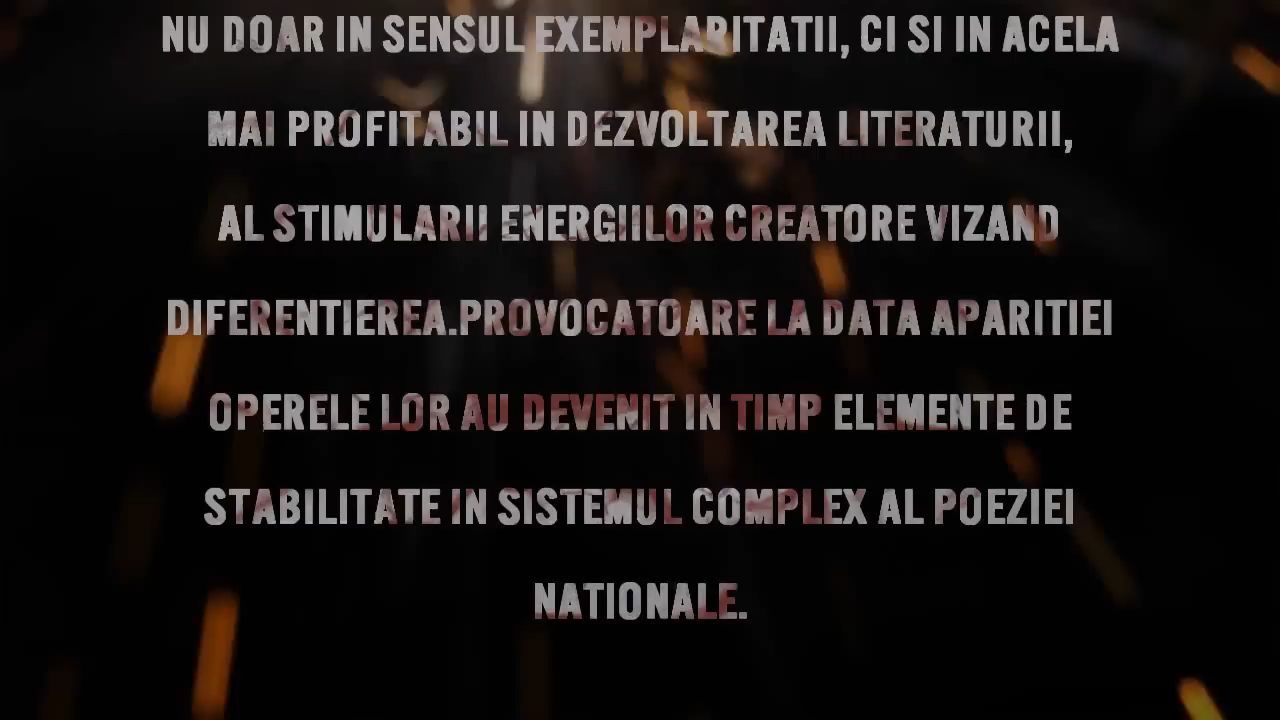 NU DOAR IN SENSUL EXEMPLARITATII, CI SI IN ACELA
MAI PROFITABIL IN DEZVOLTAREA LITERATURII,
AL STIMULARII ENERGIILOR CREATORE VIZAND
DIFERENTIEREA.PROVOCATOARE LA DATA APARITIEI
OPERELE LOR AU DEVENIT IN TIMP ELEMENTE DE
STABILITATE IN SISTEMUL COMPLEX AL POEZIEI
NATIONALE.